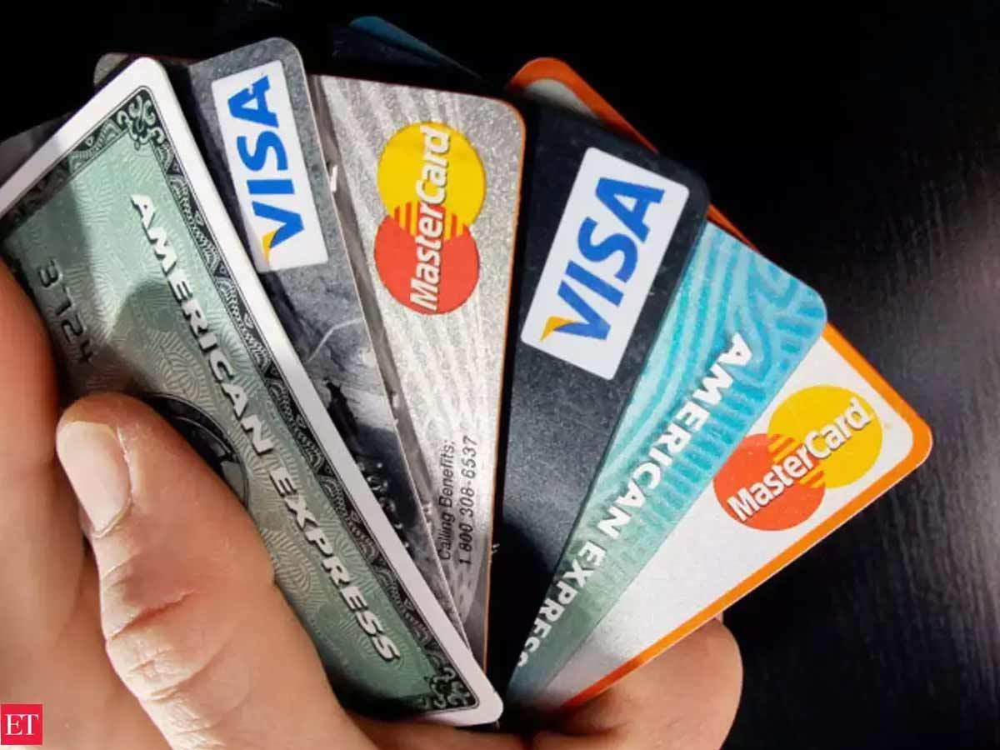 AMERICAN EXPRESS
3124
VISA
MasterCard
Calling Benefits:
1 800 308-6537
VISA
AMERICAN EXPRESS
MasterCard
ET